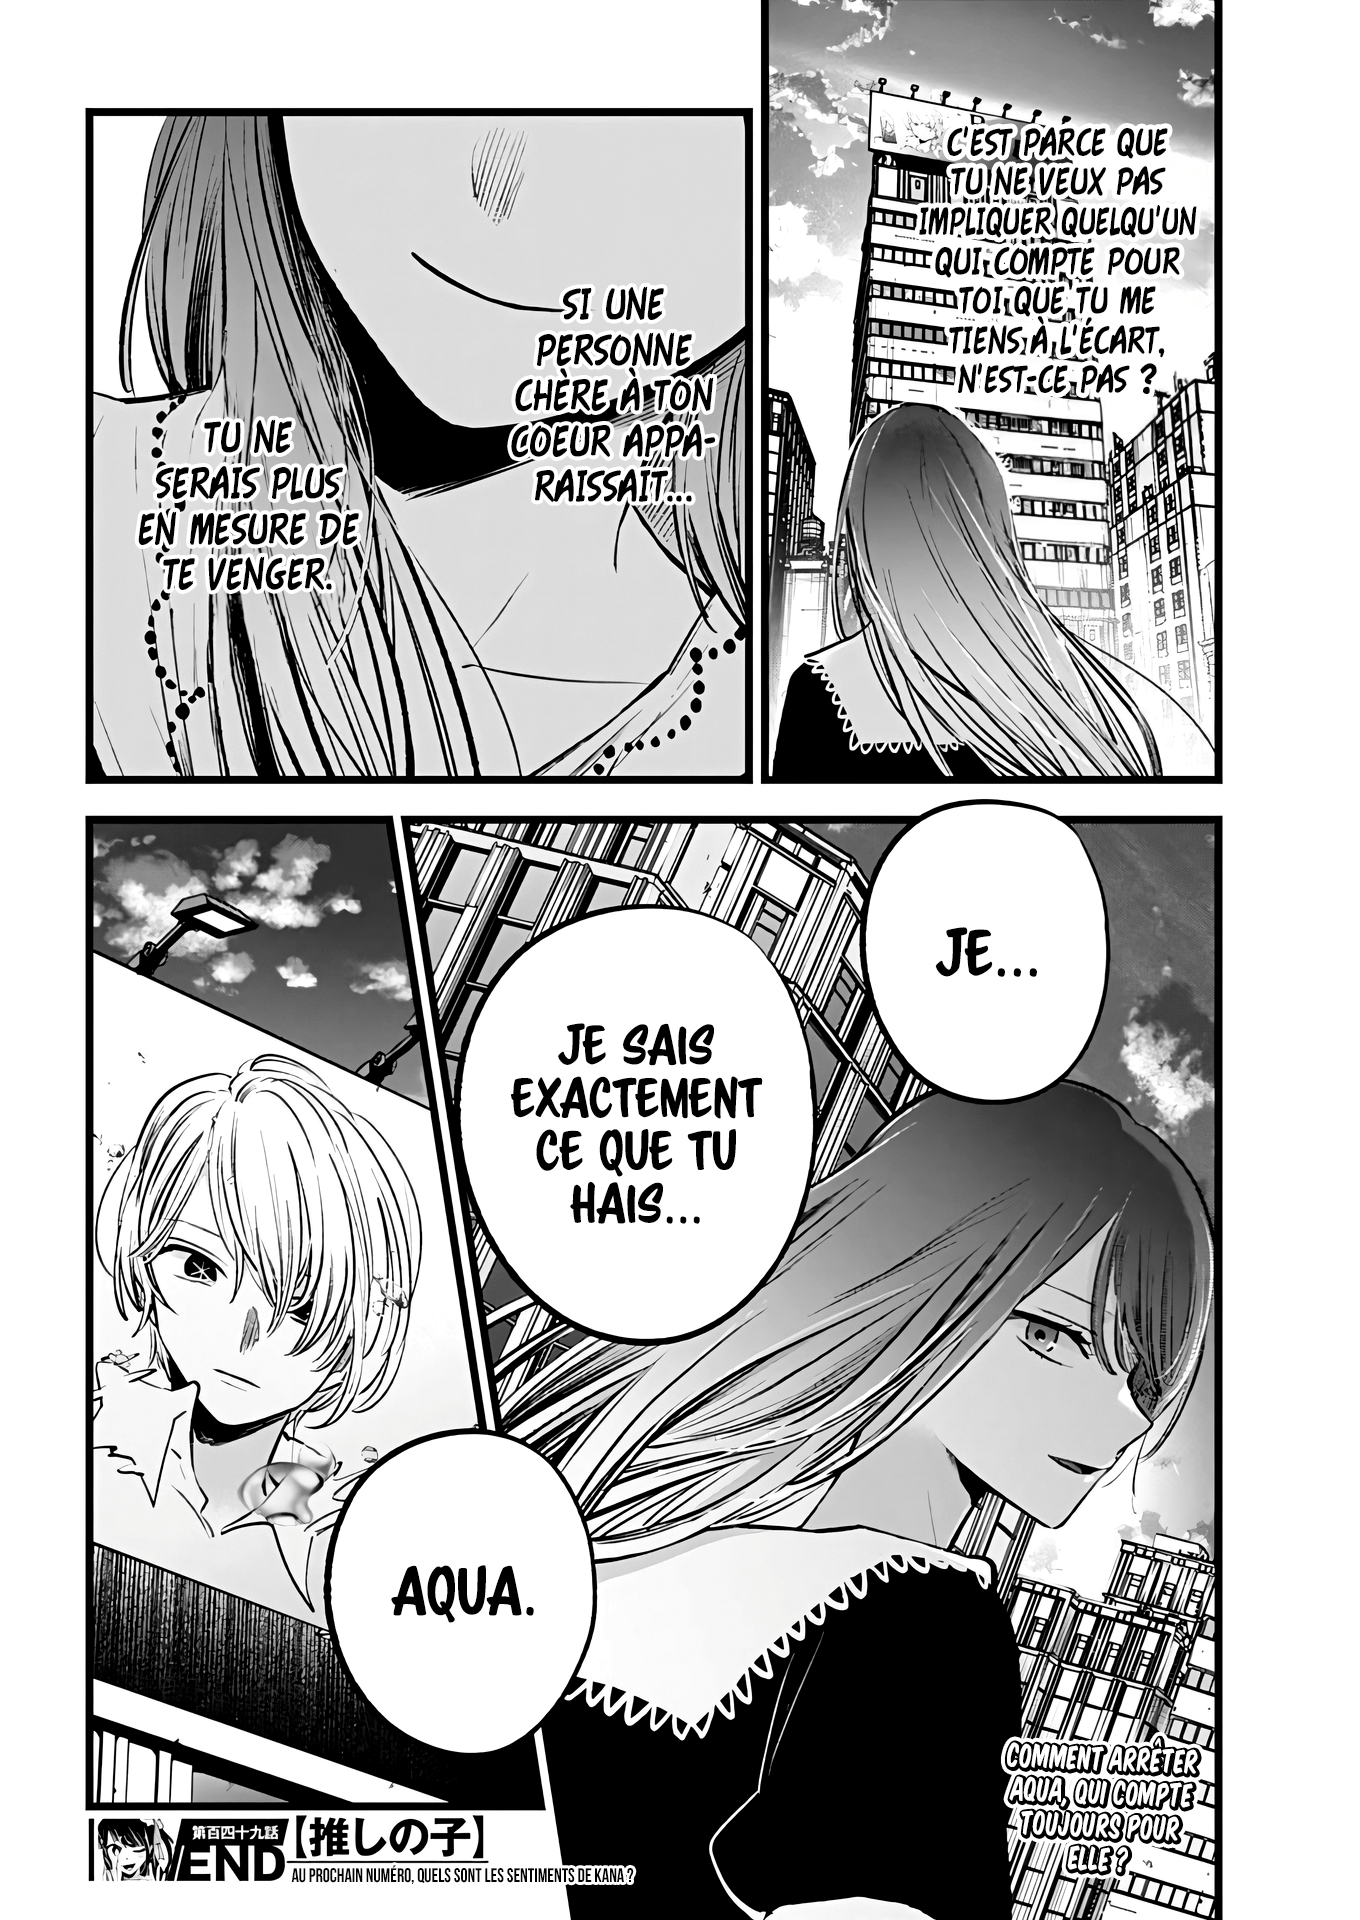 C'EST PARCE QUE
TU NE VEUX PAS
IMPLIQUER QUELQU'UN
QUI COMPTE POUR
TOI QUE TU ME
TIENS À L'ÉCART,
N'EST-CE PAS ?
SI UNE
PERSONNE
CHÈRE À TON
COEUR APPA-
RAISSAIT...
TU NE
SERAIS PLUS
EN MESURE DE
TE VENGER.
JE...
JE SAIS
EXACTEMENT
CE QUE TU
HAIS...
AQUA.
COMMENT ARRÊTER
AQUA, QUI COMPTE
TOUJOURS POUR
ELLE ?
第百四十九話
END
【推しの子】
AU PROCHAIN NUMÉRO, QUELS SONT LES SENTIMENTS DE KANA ?